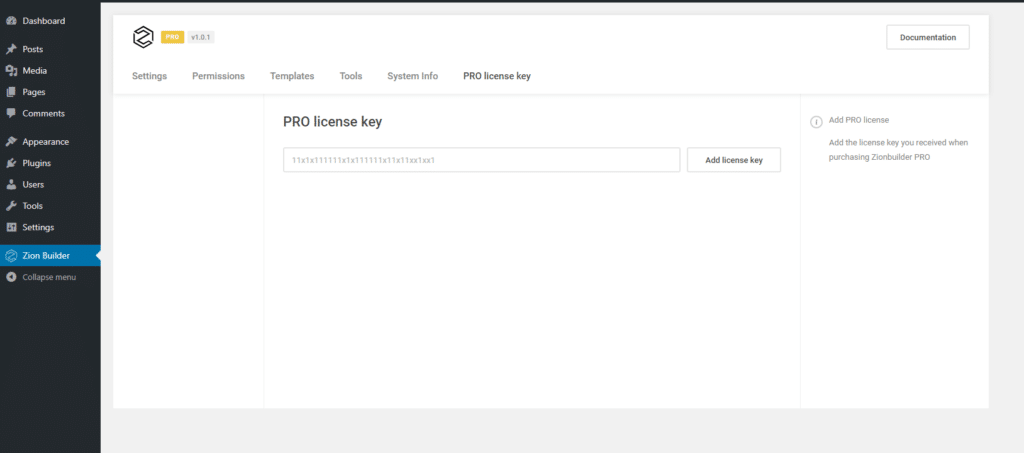 Dashboard
Posts
Media
Pages
Comments
Appearance
Plugins
Users
Tools
Settings
Zion Builder
Collapse menu
PRO v1.0.1
Documentation
Settings Permissions Templates Tools System Info PRO license key
PRO license key
11x1x111111x1x111111x11x11xx1xx1
Add license key
Add PRO license
Add the license key you received when
purchasing Zionbuilder PRO